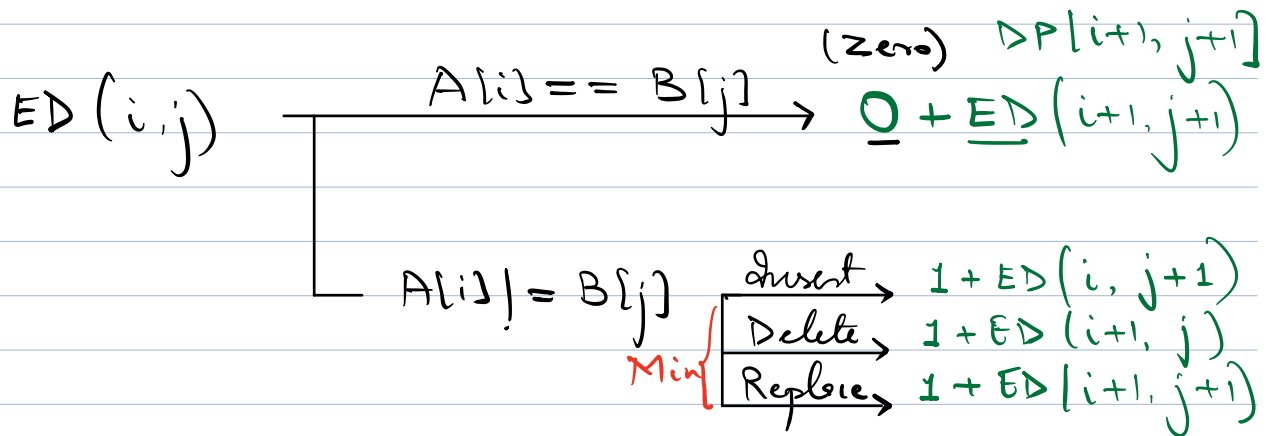 (Zero) DP[i+1, j+1]
ED(i,j) A[i] == B[j] 0 + ED(i+1, j+1)
A[i] != B[j] Insert 1 + ED(i, j+1)
Delete 1 + ED(i+1, j)
Min Replace 1 + ED[i+1, j+1)